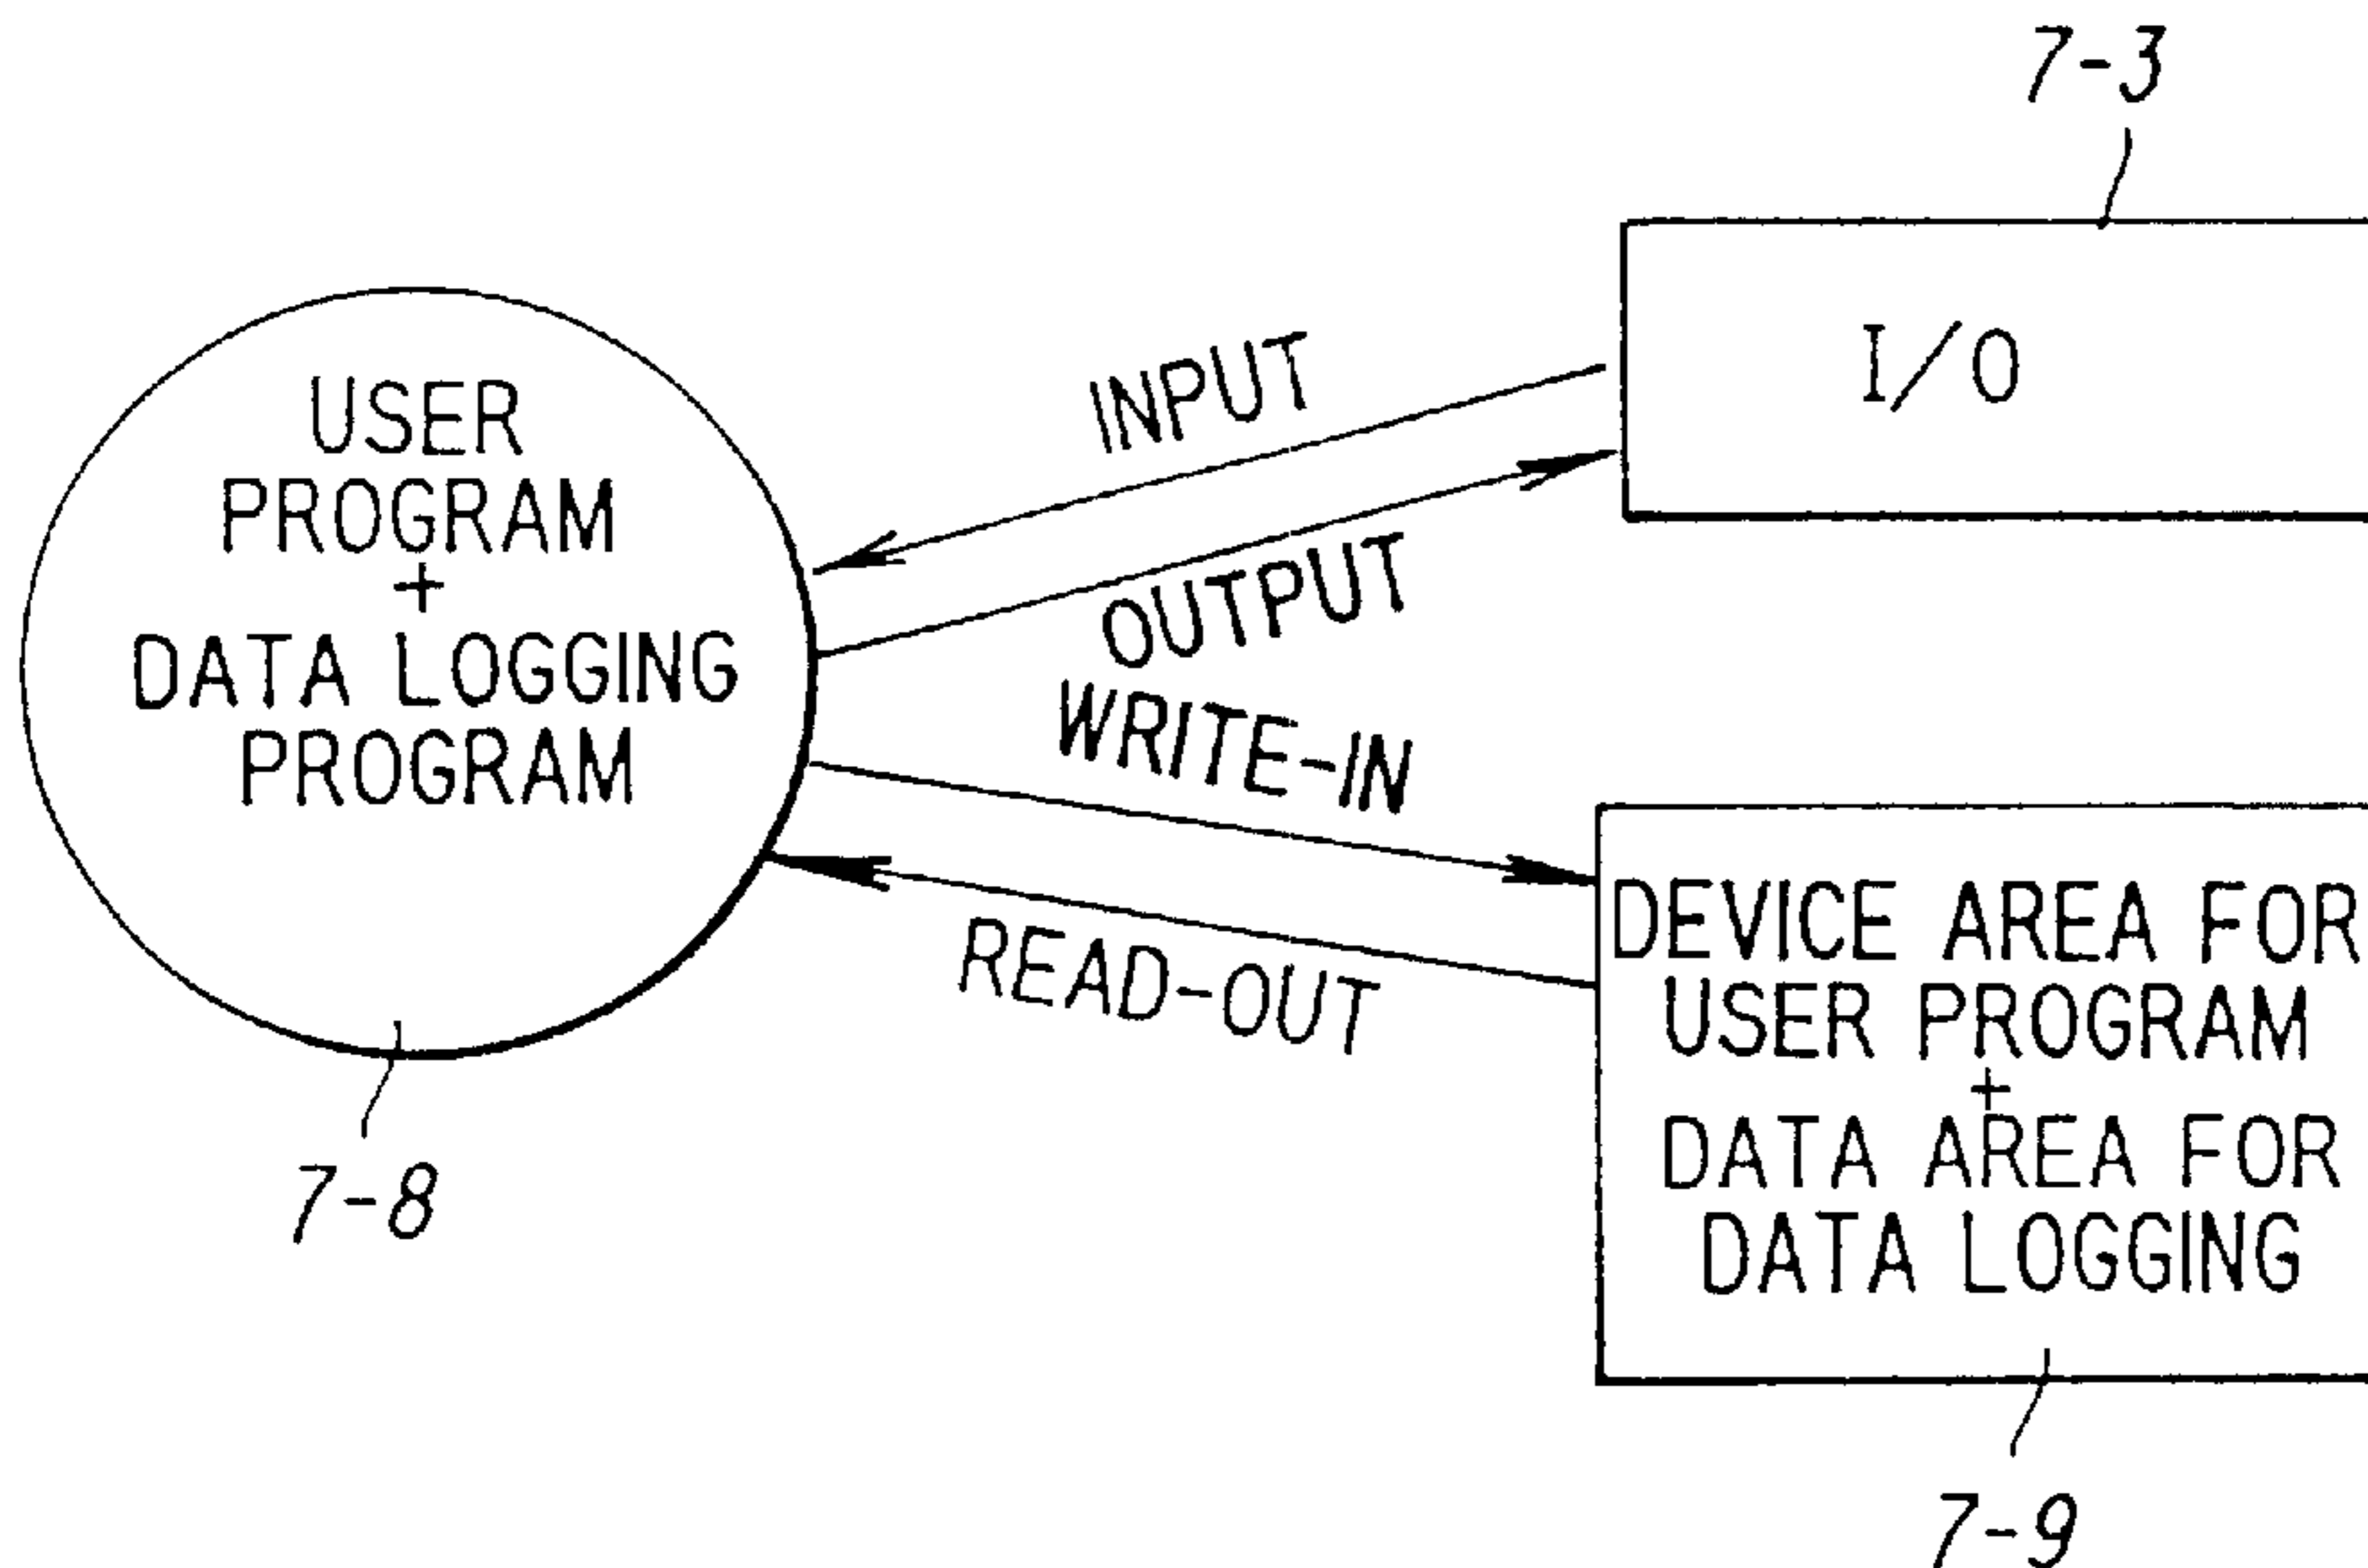 7-3
I/O
INPUT
OUTPUT
USER
PROGRAM
+
DATA LOGGING
PROGRAM
WRITE-IN
READ-OUT
DEVICE AREA FOR
USER PROGRAM
+
DATA AREA FOR
DATA LOGGING
7-8
7-9